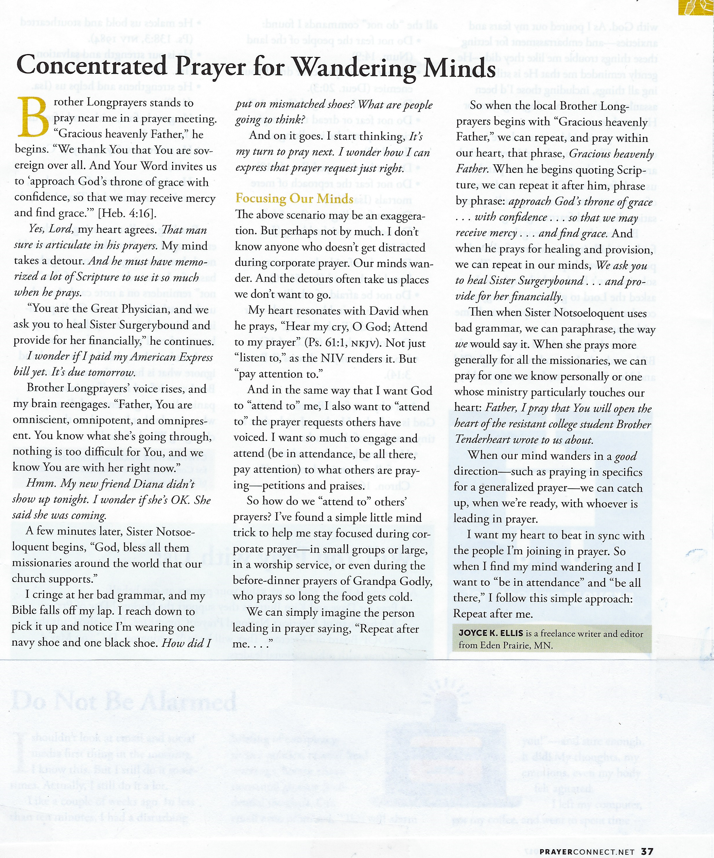 Concentrated Prayer for Wandering Minds
Brother Longprayers stands to
pray near me in a prayer meeting.
“Gracious heavenly Father,” he
begins. “We thank You that You are sov-
ereign over all. And Your Word invites us
to ‘approach God’s throne of grace with
confidence, so that we may receive mercy
and find grace.’” [Heb. 4:16].
Yes, Lord, my heart agrees. That man
sure is articulate in his prayers. My mind
takes a detour. And he must have memo-
rized a lot of Scripture to use it so much
when he prays.
“You are the Great Physician, and we
ask you to heal Sister Surgerybound and
provide for her financially,” he continues.
I wonder if I paid my American Express
bill yet. It’s due tomorrow.
Brother Longprayers’ voice rises, and
my brain reengages. “Father, You are
omniscient, omnipotent, and omnipres-
ent. You know what she’s going through,
nothing is too difficult for You, and we
know You are with her right now.”
Hmm. My new friend Diana didn’t
show up tonight. I wonder if she’s OK. She
said she was coming.
A few minutes later, Sister Notsoe-
loquent begins, “God, bless all them
missionaries around the world that our
church supports.”
I cringe at her bad grammar, and my
Bible falls off my lap. I reach down to
pick it up and notice I’m wearing one
navy shoe and one black shoe. How did I
put on mismatched shoes? What are people
going to think?
And on it goes. I start thinking, It’s
my turn to pray next. I wonder how I can
express that prayer request just right.
Focusing Our Minds
The above scenario may be an exaggera-
tion. But perhaps not by much. I don’t
know anyone who doesn’t get distracted
during corporate prayer. Our minds wan-
der. And the detours often take us places
we don’t want to go.
My heart resonates with David when
he prays, “Hear my cry, O God; Attend
to my prayer” (Ps. 61:1, NKJV). Not just
“listen to,” as the NIV renders it. But
“pay attention to.”
And in the same way that I want God
to “attend to” me, I also want to “attend
to” the prayer requests others have
voiced. I want so much to engage and
attend (be in attendance, be all there,
pay attention) to what others are pray-
ing—petitions and praises.
So how do we “attend to” others’
prayers? I’ve found a simple little mind
trick to help me stay focused during cor-
porate prayer—in small groups or large,
in a worship service, or even during the
before-dinner prayers of Grandpa Godly,
who prays so long the food gets cold.
We can simply imagine the person
leading in prayer saying, “Repeat after
me. . . .”
So when the local Brother Long-
prayers begins with “Gracious heavenly
Father,” we can repeat, and pray within
our heart, that phrase, Gracious heavenly
Father. When he begins quoting Scrip-
ture, we can repeat it after him, phrase
by phrase: approach God’s throne of grace
. . . with confidence . . . so that we may
receive mercy . . . and find grace. And
when he prays for healing and provision,
we can repeat in our minds, We ask you
to heal Sister Surgerybound . . . and pro-
vide for her financially.
Then when Sister Notsoeloquent uses
bad grammar, we can paraphrase, the way
we would say it. When she prays more
generally for all the missionaries, we can
pray for one we know personally or one
whose ministry particularly touches our
heart: Father, I pray that You will open the
heart of the resistant college student Brother
Tenderheart wrote to us about.
When our mind wanders in a good
direction—such as praying in specifics
for a generalized prayer—we can catch
up, when we’re ready, with whoever is
leading in prayer.
I want my heart to beat in sync with
the people I’m joining in prayer. So
when I find my mind wandering and I
want to “be in attendance” and “be all
there,” I follow this simple approach:
Repeat after me.
JOYCE K. ELLIS is a freelance writer and editor
from Eden Prairie, MN.
Do Not Be Alarmed
PRAYERCONNECT.NET 37